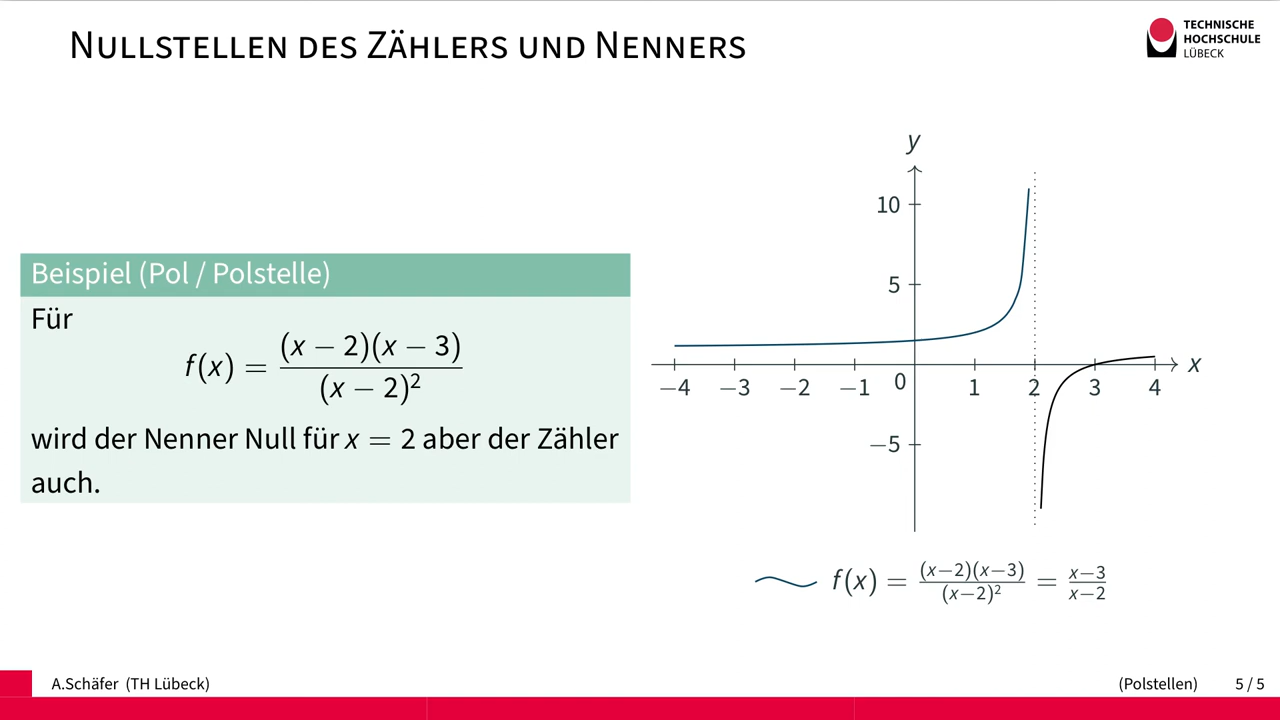 Nullstellen des Zählers und Nenners
TECHNISCHE
HOCHSCHULE
LÜBECK
Beispiel (Pol / Polstelle)
Für
f(x) = (x − 2)(x − 3) / (x − 2)²
wird der Nenner Null für x = 2 aber der Zähler
auch.
y
10
5
−5
−4 −3 −2 −1 0 1 2 3 4 x
f(x) = (x−2)(x−3) / (x−2)² = x−3 / x−2
A.Schäfer (TH Lübeck)
(Polstellen) 5 / 5